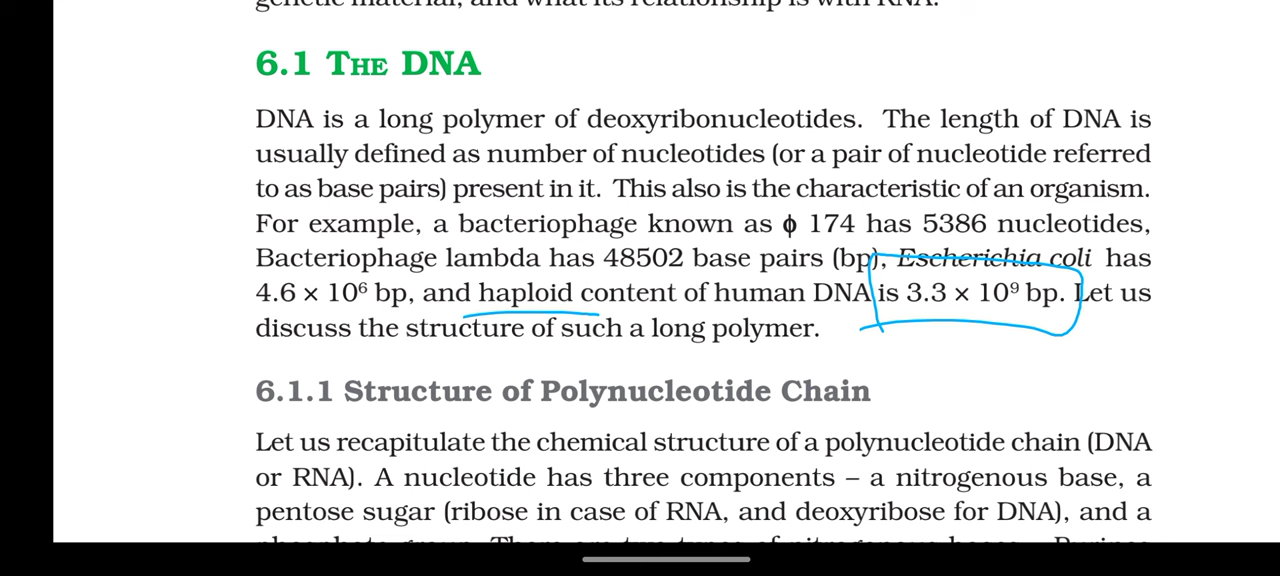 6.1 THE DNA
DNA is a long polymer of deoxyribonucleotides. The length of DNA is
usually defined as number of nucleotides (or a pair of nucleotide referred
to as base pairs) present in it. This also is the characteristic of an organism.
For example, a bacteriophage known as ϕ 174 has 5386 nucleotides,
Bacteriophage lambda has 48502 base pairs (bp), Escherichia coli has
4.6 × 10⁶ bp, and haploid content of human DNA is 3.3 × 10⁹ bp. Let us
discuss the structure of such a long polymer.
6.1.1 Structure of Polynucleotide Chain
Let us recapitulate the chemical structure of a polynucleotide chain (DNA
or RNA). A nucleotide has three components – a nitrogenous base, a
pentose sugar (ribose in case of RNA, and deoxyribose for DNA), and a